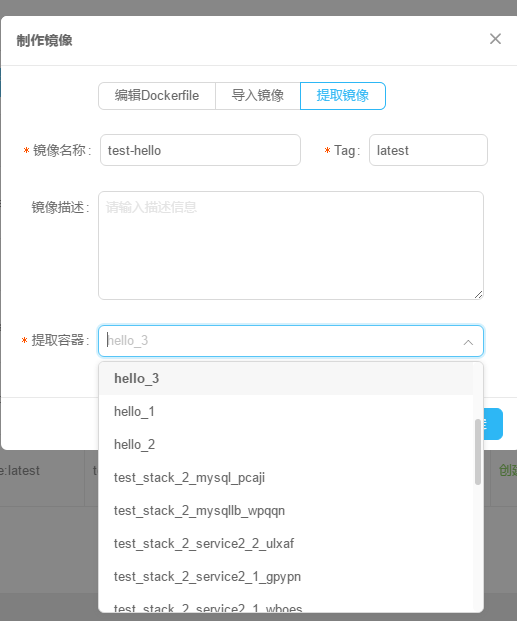 制作镜像
编辑Dockerfile 导入镜像 提取镜像
* 镜像名称: test-hello * Tag: latest
镜像描述: 请输入描述信息
* 提取容器: hello_3
hello_3
hello_1
hello_2
e:latest
test_stack_2_mysql_pcaji
test_stack_2_mysqllb_wpqqn
test_stack_2_service2_2_ulxaf
test_stack_2_service2_1_gpypn
test_stack_2_service2_1_wboes